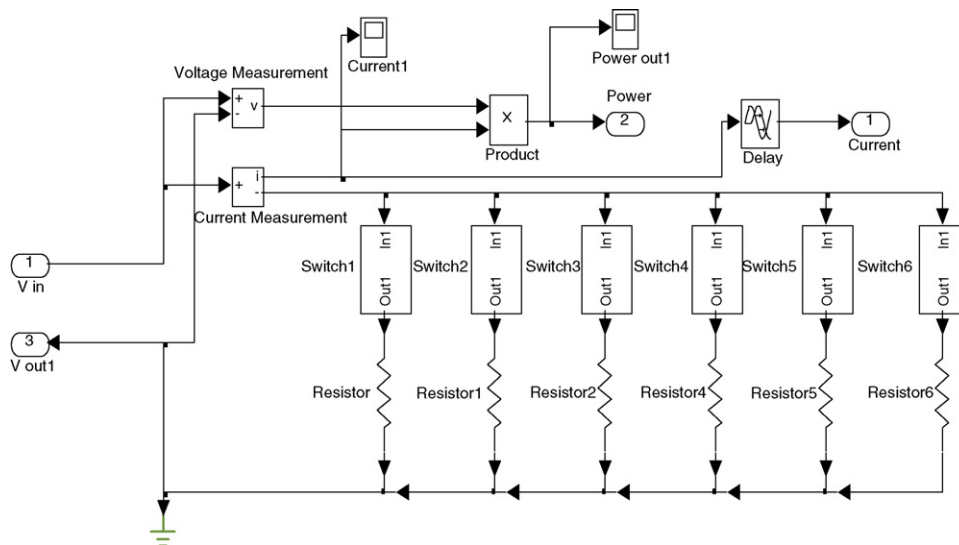 Current1
Power out1
Voltage Measurement
+
-
v
X
Product
Power
2
Delay
1
Current
+
i
-
Current Measurement
1
V in
3
V out1
In1
Out1
Switch1
In1
Out1
Switch2
In1
Out1
Switch3
In1
Out1
Switch4
In1
Out1
Switch5
In1
Out1
Switch6
Resistor
Resistor1
Resistor2
Resistor4
Resistor5
Resistor6